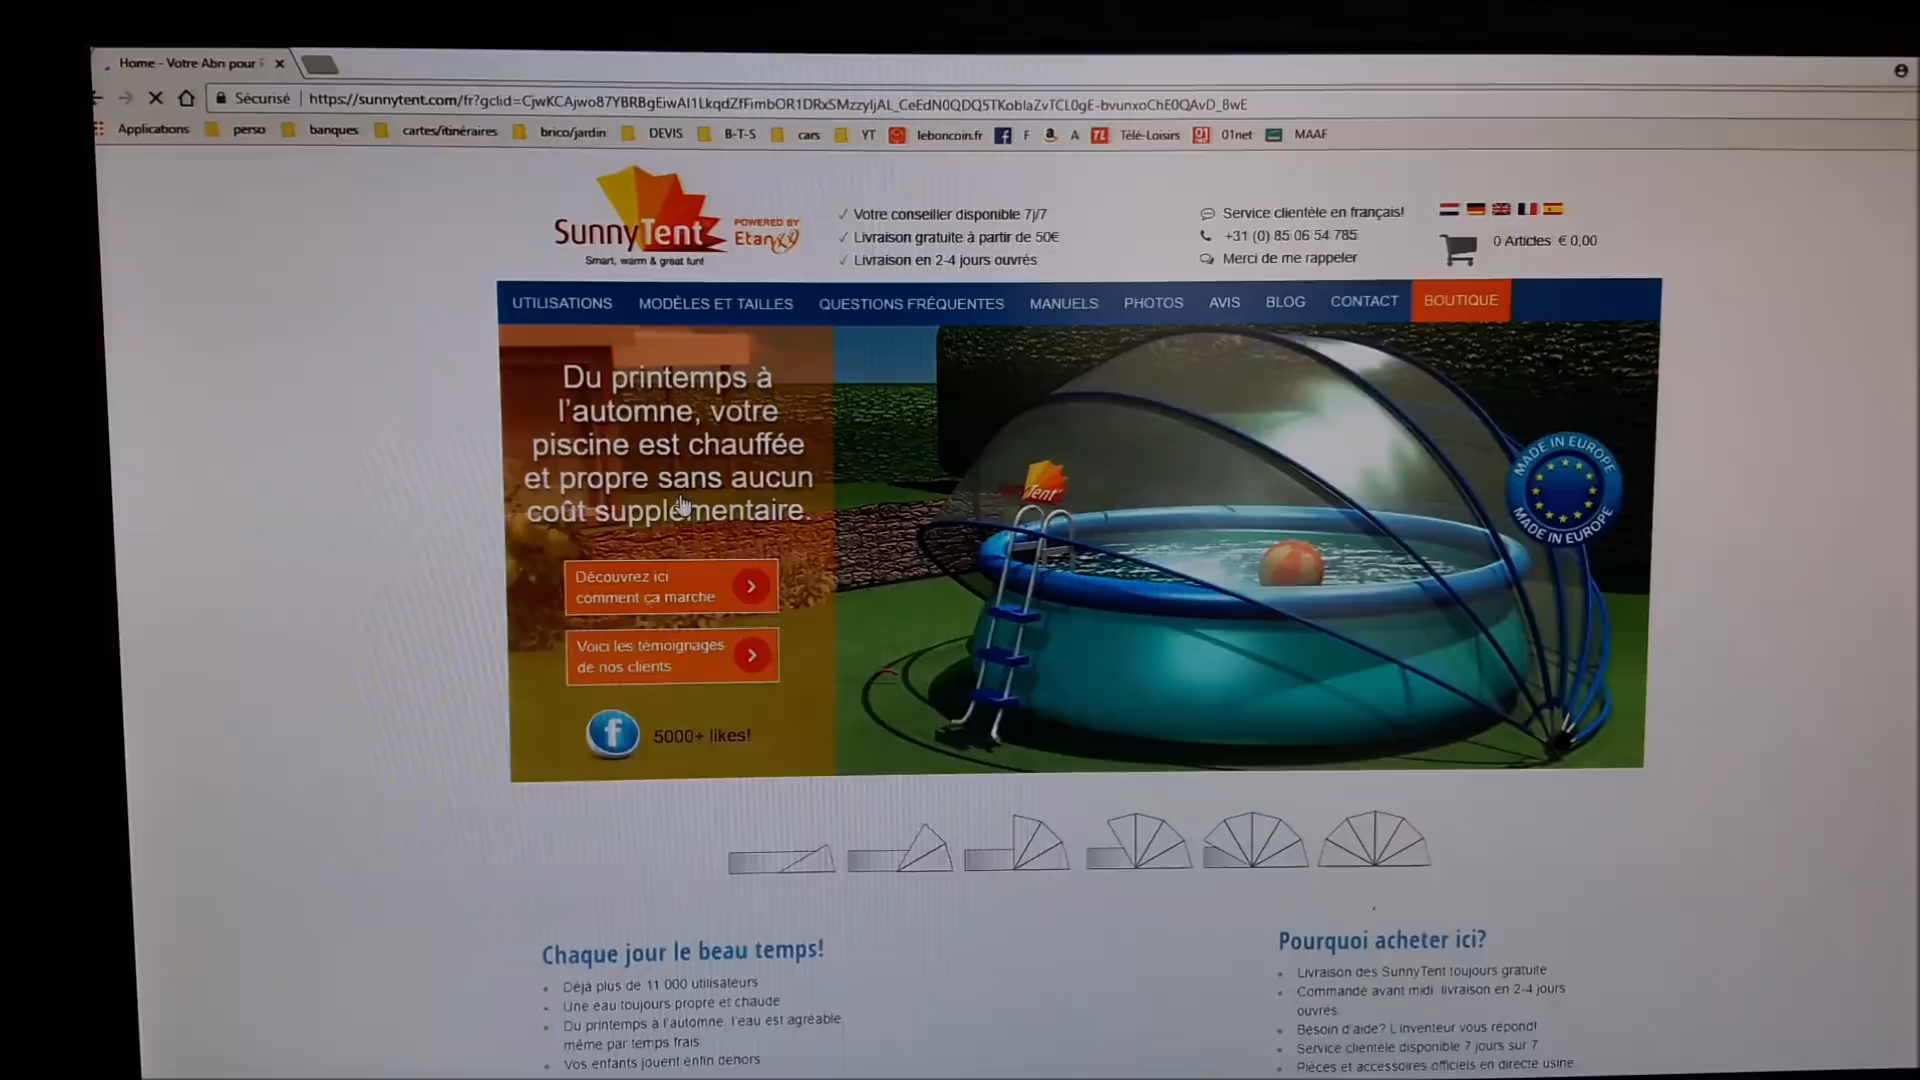 Home - Votre Abri pour
Sécurisé
https://sunnytent.com/fr?gclid=CjwKCAjwo87YBRBgEiwAI1LkqdZfFimbOR1DRxSMzzyIjAL_CeEdN0QDQ5TKoblaZvTCL0gE-bvunxoChE0QAvD_BwE
Applications perso banques cartes/itinéraires brico/jardin DEVIS B-T-S cars YT leboncoin.fr F A Télé-Loisirs 01net MAAF
SunnyTent
Smart, warm & great fun!
POWERED BY
Etanxx
✓ Votre conseiller disponible 7j/7
✓ Livraison gratuite à partir de 50€
✓ Livraison en 2-4 jours ouvrés
Service clientèle en français!
+31 (0) 85 06 54 785
Merci de me rappeler
0 Articles € 0,00
UTILISATIONS MODÈLES ET TAILLES QUESTIONS FRÉQUENTES MANUELS PHOTOS AVIS BLOG CONTACT BOUTIQUE
Du printemps à
l'automne, votre
piscine est chauffée
et propre sans aucun
coût supplémentaire.
Découvrez ici
comment ça marche
Voici les témoignages
de nos clients
5000+ likes!
Tent
MADE IN EUROPE
MADE IN EUROPE
Chaque jour le beau temps!
Déjà plus de 11 000 utilisateurs
Une eau toujours propre et chaude
Du printemps à l'automne, l'eau est agréable
même par temps frais
Vos enfants jouent enfin dehors
Pourquoi acheter ici?
Livraison des SunnyTent toujours gratuite
Commandé avant midi, livraison en 2-4 jours
ouvrés
Besoin d'aide? L'inventeur vous répond!
Service clientèle disponible 7 jours sur 7
Pièces et accessoires officiels en directe usine